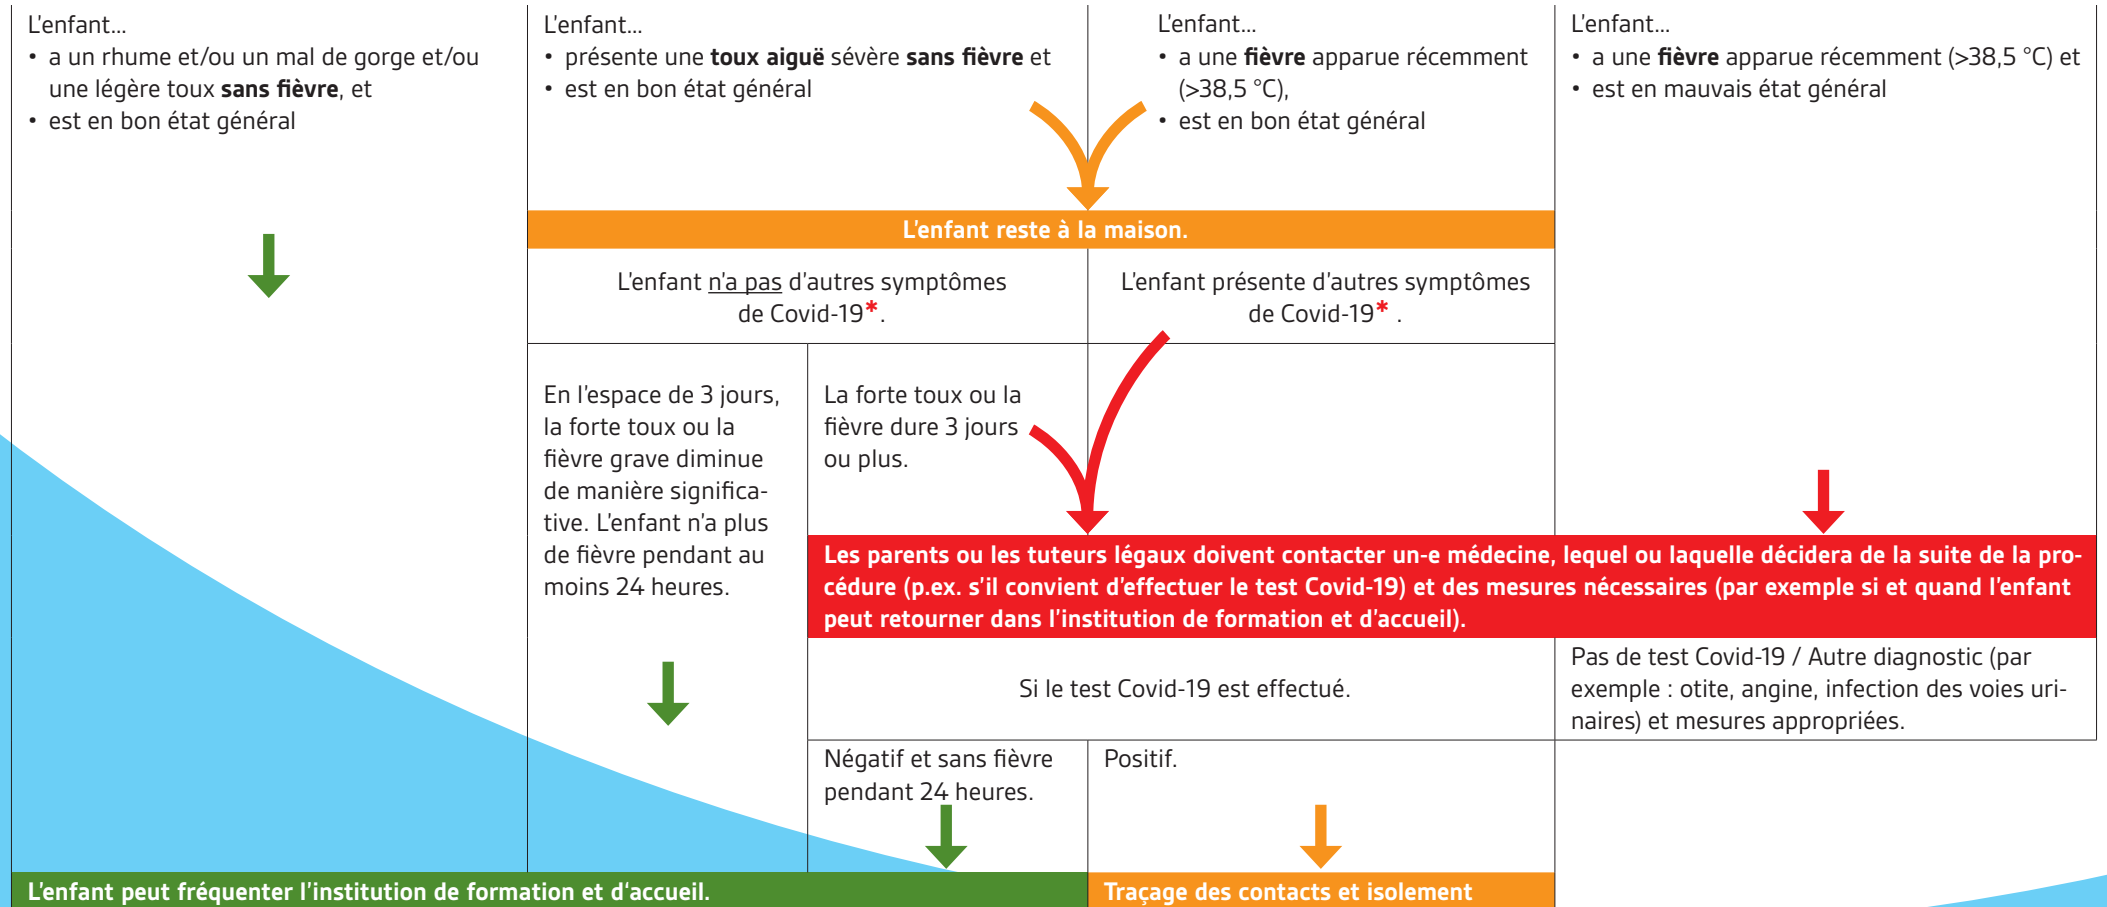 L'enfant...
• a un rhume et/ou un mal de gorge et/ou
une légère toux sans fièvre, et
• est en bon état général
L'enfant...
• présente une toux aiguë sévère sans fièvre et
• est en bon état général
L'enfant...
• a une fièvre apparue récemment
(>38,5 °C),
• est en bon état général
L'enfant...
• a une fièvre apparue récemment (>38,5 °C) et
• est en mauvais état général
L'enfant reste à la maison.
L'enfant n'a pas d'autres symptômes
de Covid-19*.
L'enfant présente d'autres symptômes
de Covid-19* .
En l'espace de 3 jours,
la forte toux ou la
fièvre grave diminue
de manière significa-
tive. L'enfant n'a plus
de fièvre pendant au
moins 24 heures.
La forte toux ou la
fièvre dure 3 jours
ou plus.
Les parents ou les tuteurs légaux doivent contacter un-e médecine, lequel ou laquelle décidera de la suite de la pro-
cédure (p.ex. s'il convient d'effectuer le test Covid-19) et des mesures nécessaires (par exemple si et quand l'enfant
peut retourner dans l'institution de formation et d'accueil).
Si le test Covid-19 est effectué.
Pas de test Covid-19 / Autre diagnostic (par
exemple : otite, angine, infection des voies uri-
naires) et mesures appropriées.
Négatif et sans fièvre
pendant 24 heures.
Positif.
L'enfant peut fréquenter l'institution de formation et d'accueil.
Traçage des contacts et isolement